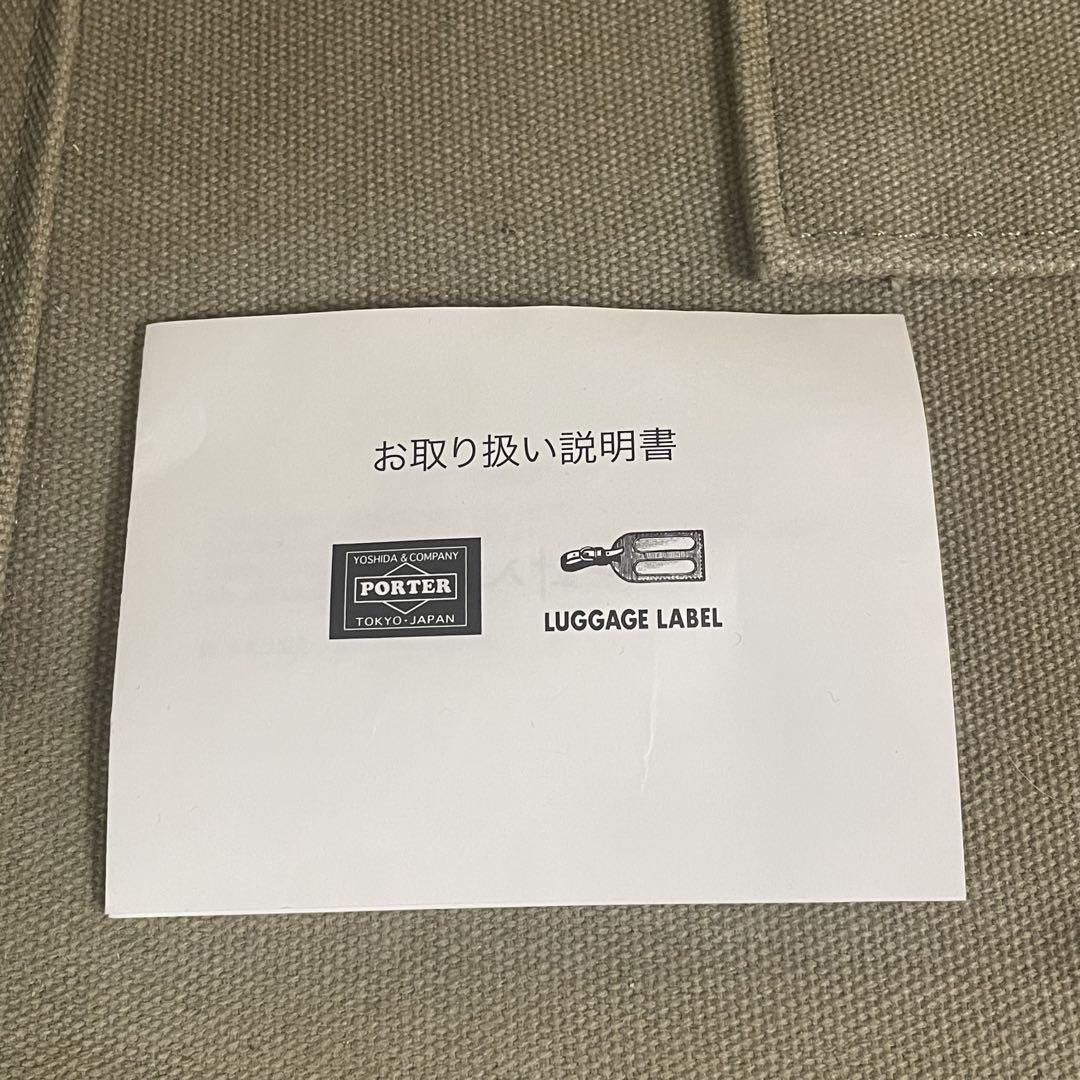 お取り扱い説明書
YOSHIDA & COMPANY
PORTER
TOKYO・JAPAN
LUGGAGE LABEL